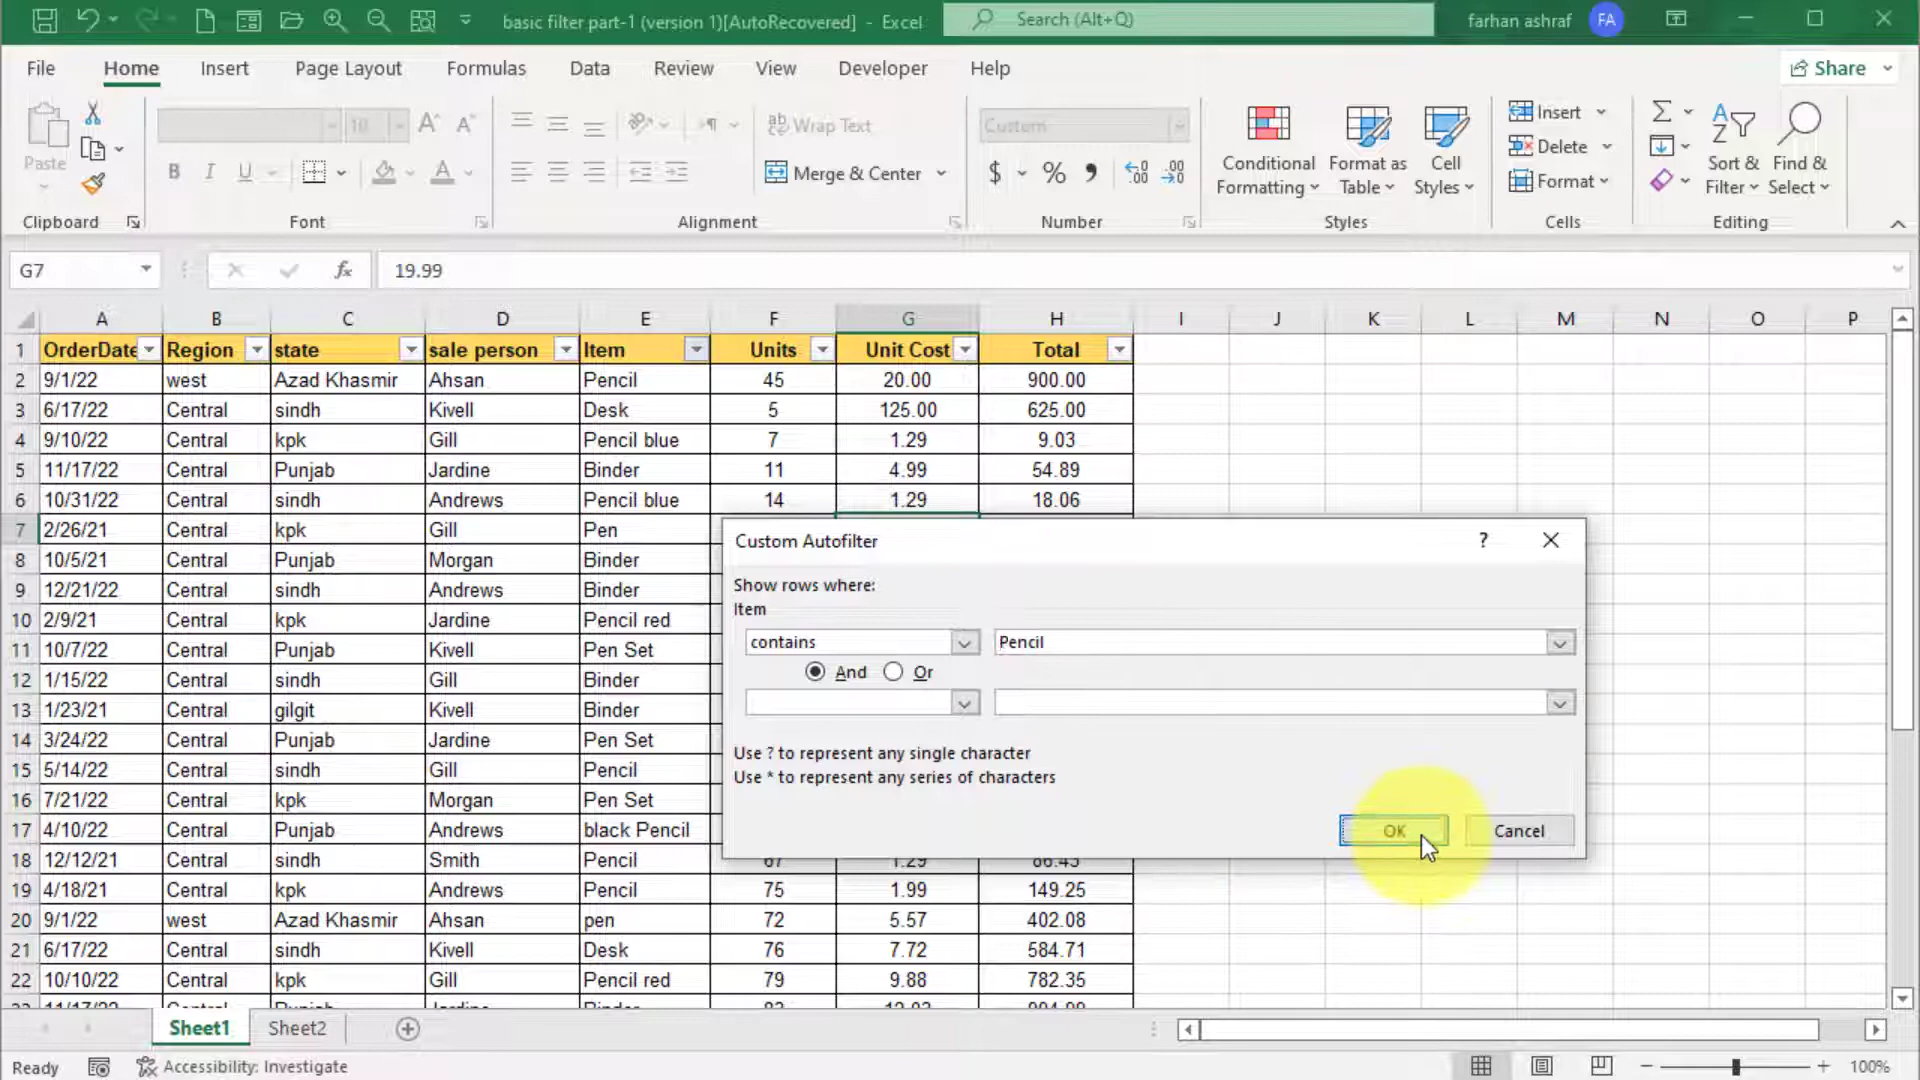 basic filter part-1 (version 1)[AutoRecovered] - Excel
Search (Alt+Q)
farhan ashraf
FA
File Home Insert Page Layout Formulas Data Review View Developer Help
Share
Paste
10
Wrap Text
Merge & Center
Custom
Conditional Formatting
Format as Table
Cell Styles
Insert
Delete
Format
Sort & Filter
Find & Select
Clipboard Font Alignment Number Styles Cells Editing
G7
fx
19.99
A B C D E F G H I J K L M N O P
1 OrderDate Region state sale person Item Units Unit Cost Total
2 9/1/22 west Azad Khasmir Ahsan Pencil 45 20.00 900.00
3 6/17/22 Central sindh Kivell Desk 5 125.00 625.00
4 9/10/22 Central kpk Gill Pencil blue 7 1.29 9.03
5 11/17/22 Central Punjab Jardine Binder 11 4.99 54.89
6 10/31/22 Central sindh Andrews Pencil blue 14 1.29 18.06
7 2/26/21 Central kpk Gill Pen
8 10/5/21 Central Punjab Morgan Binder
9 12/21/22 Central sindh Andrews Binder
10 2/9/21 Central kpk Jardine Pencil red
11 10/7/22 Central Punjab Kivell Pen Set
12 1/15/22 Central sindh Gill Binder
13 1/23/21 Central gilgit Kivell Binder
14 3/24/22 Central Punjab Jardine Pen Set
15 5/14/22 Central sindh Gill Pencil
16 7/21/22 Central kpk Morgan Pen Set
17 4/10/22 Central Punjab Andrews black Pencil
18 12/12/21 Central sindh Smith Pencil 67 1.29 86.43
19 4/18/21 Central kpk Andrews Pencil 75 1.99 149.25
20 9/1/22 west Azad Khasmir Ahsan pen 72 5.57 402.08
21 6/17/22 Central sindh Kivell Desk 76 7.72 584.71
22 10/10/22 Central kpk Gill Pencil red 79 9.88 782.35
Custom Autofilter
?
Show rows where:
Item
contains Pencil
And Or
Use ? to represent any single character
Use * to represent any series of characters
OK Cancel
Sheet1 Sheet2
Ready
Accessibility: Investigate
100%